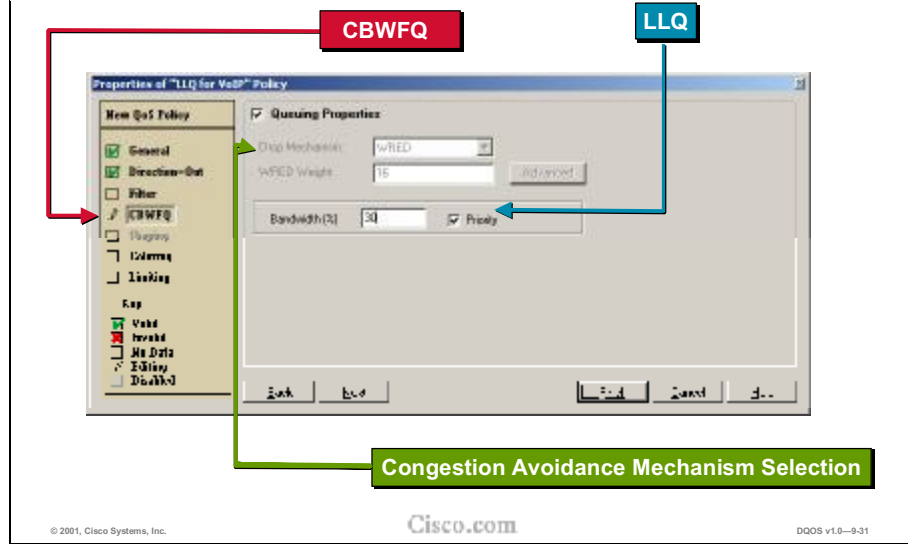 CBWFQ
LLQ
Properties of "LLQ for VoIP" Policy
New QoS Policy
Queuing Properties
General
Drop Mechanism:
WRED
Direction-Out
WRED Weight:
16
Advanced
Filter
CBWFQ
Bandwidth (%)
30
Priority
Shaping
Coloring
Limiting
Key
Valid
Invalid
No Data
Editing
Disabled
Back
Cancel
Congestion Avoidance Mechanism Selection
© 2001, Cisco Systems, Inc.
Cisco.com
DQOS v1.0—9-31